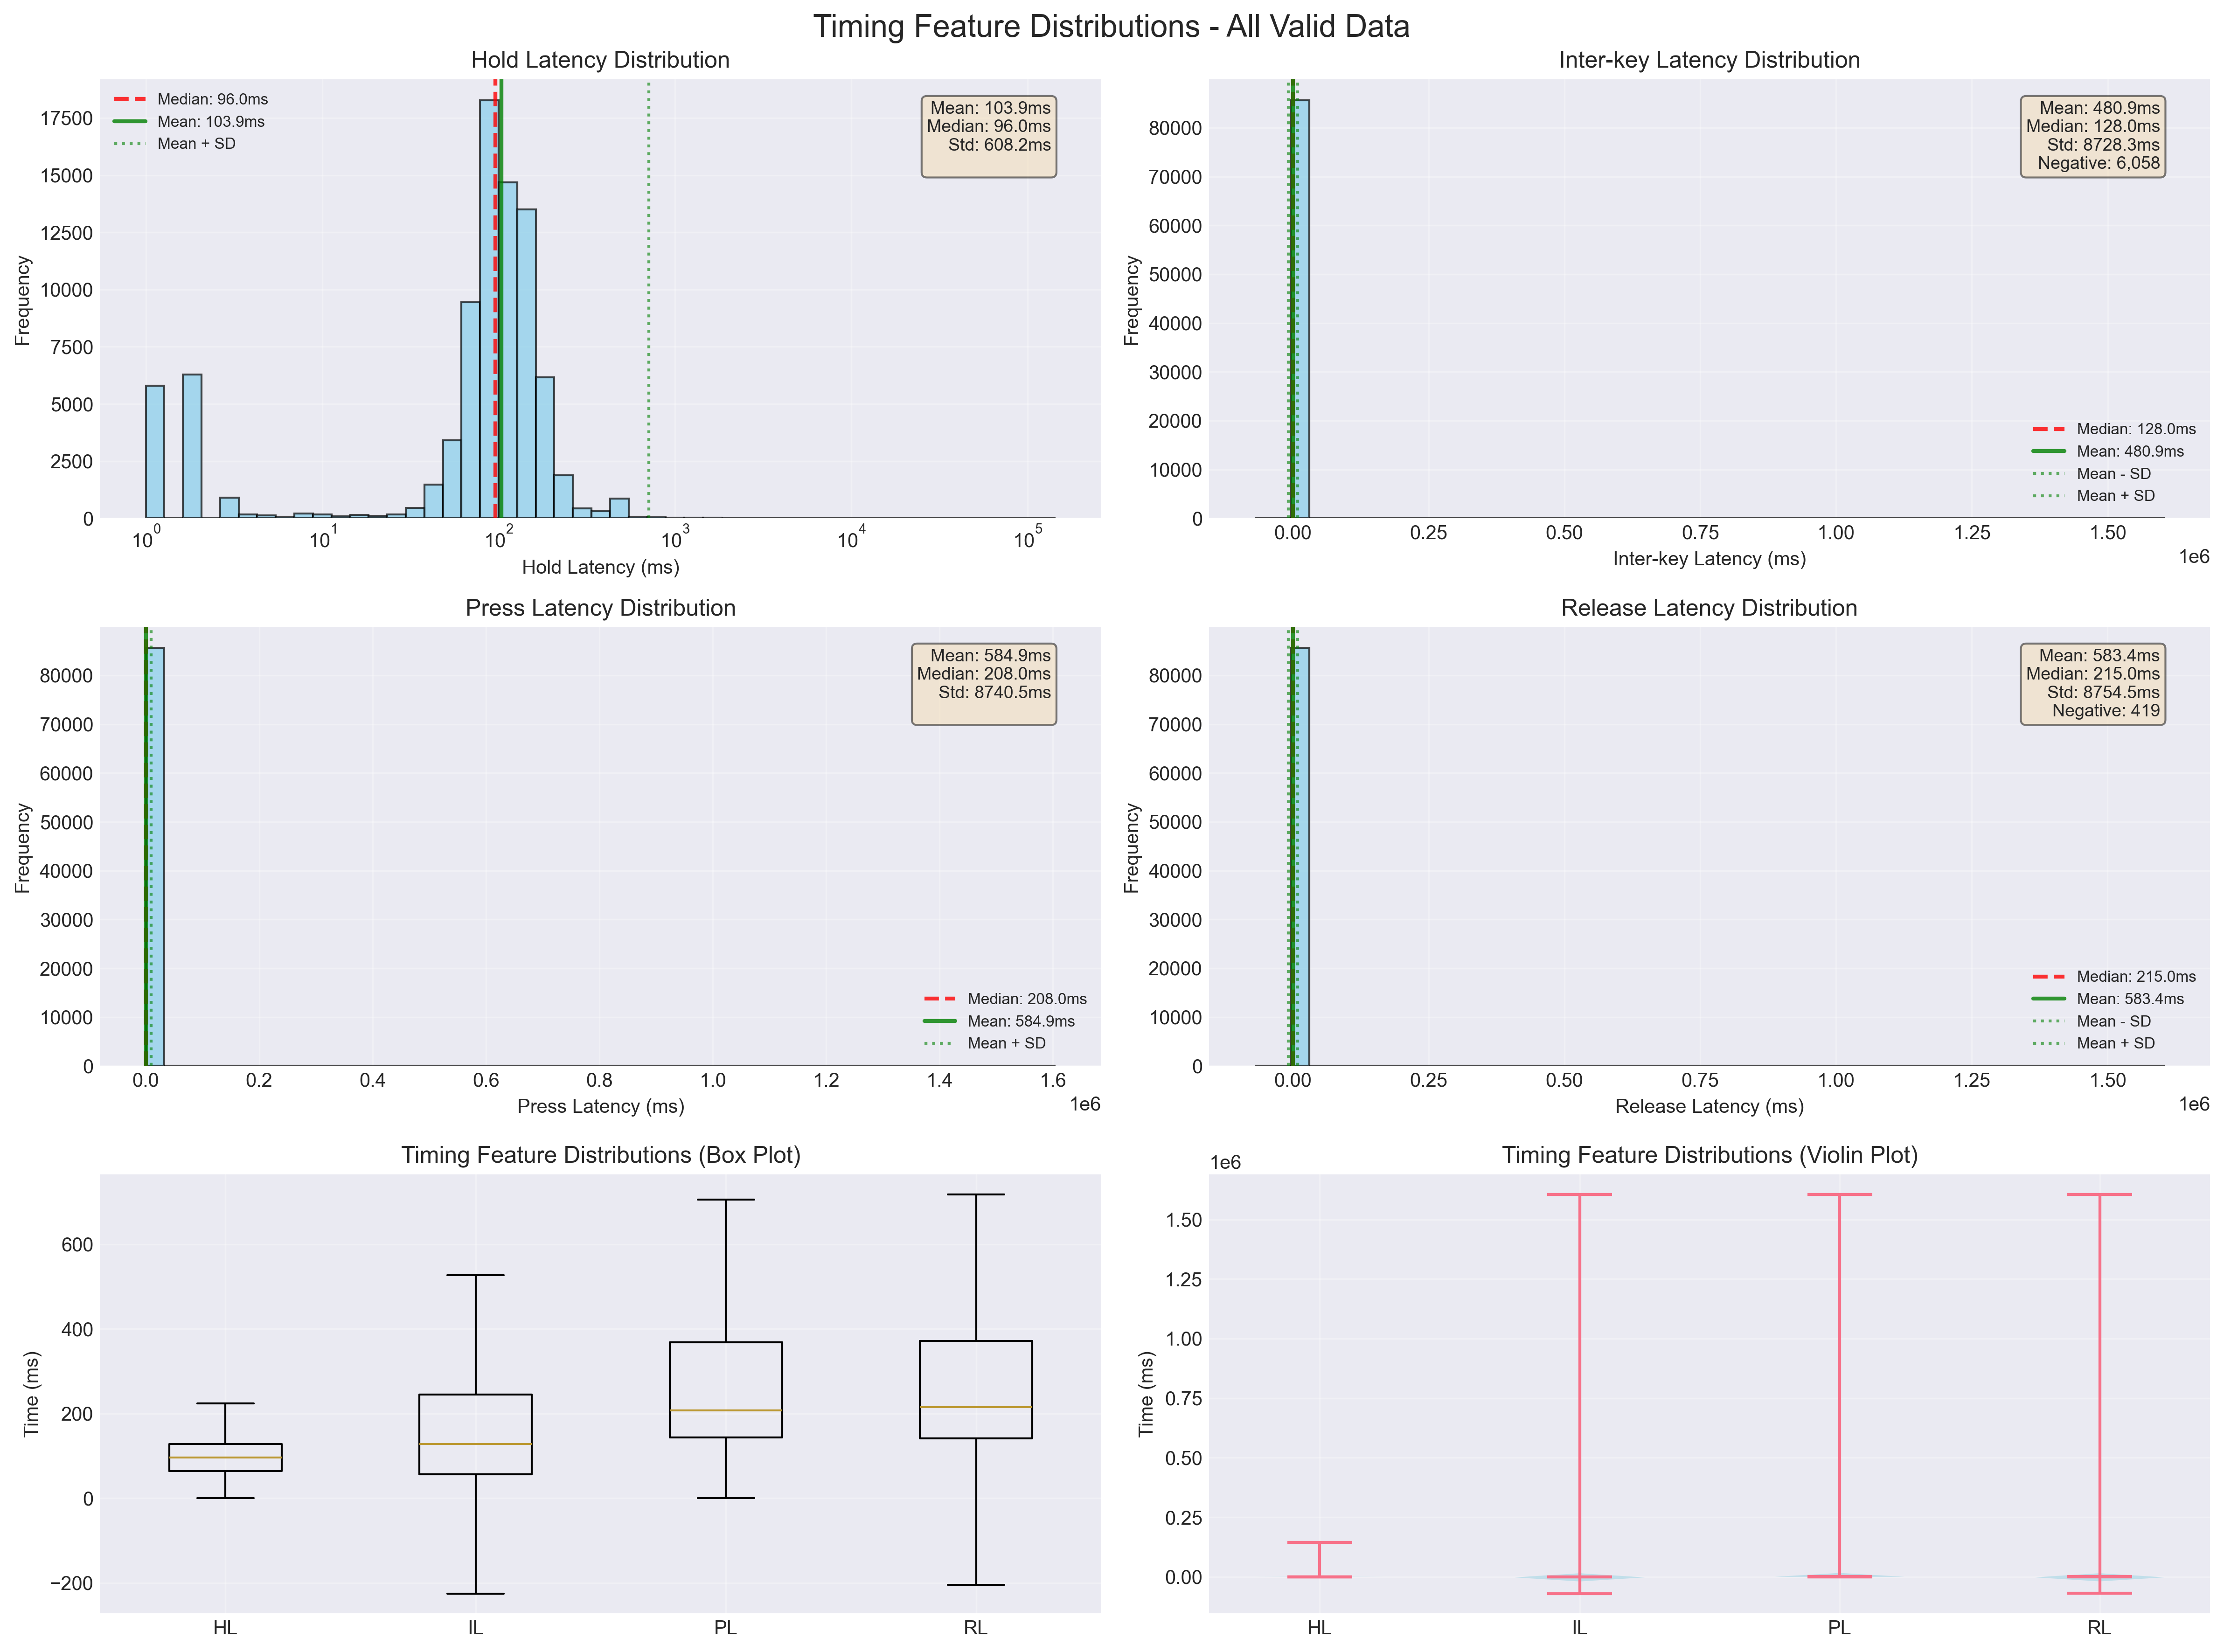 Timing Feature Distributions - All Valid Data
Hold Latency Distribution
Median: 96.0ms
Mean: 103.9ms
Mean + SD
Mean: 103.9ms
Median: 96.0ms
Std: 608.2ms
Frequency
17500
15000
12500
10000
7500
5000
2500
0
10^0
10^1
10^2
10^3
10^4
10^5
Hold Latency (ms)
Inter-key Latency Distribution
Mean: 480.9ms
Median: 128.0ms
Std: 8728.3ms
Negative: 6,058
Frequency
80000
70000
60000
50000
40000
30000
20000
10000
0
Median: 128.0ms
Mean: 480.9ms
Mean - SD
Mean + SD
0.00
0.25
0.50
0.75
1.00
1.25
1.50
1e6
Inter-key Latency (ms)
Press Latency Distribution
Mean: 584.9ms
Median: 208.0ms
Std: 8740.5ms
Frequency
80000
70000
60000
50000
40000
30000
20000
10000
0
Median: 208.0ms
Mean: 584.9ms
Mean + SD
0.0
0.2
0.4
0.6
0.8
1.0
1.2
1.4
1.6
1e6
Press Latency (ms)
Release Latency Distribution
Mean: 583.4ms
Median: 215.0ms
Std: 8754.5ms
Negative: 419
Frequency
80000
70000
60000
50000
40000
30000
20000
10000
0
Median: 215.0ms
Mean: 583.4ms
Mean - SD
Mean + SD
0.00
0.25
0.50
0.75
1.00
1.25
1.50
1e6
Release Latency (ms)
Timing Feature Distributions (Box Plot)
Time (ms)
600
400
200
0
−200
HL
IL
PL
RL
Timing Feature Distributions (Violin Plot)
1e6
Time (ms)
1.50
1.25
1.00
0.75
0.50
0.25
0.00
HL
IL
PL
RL